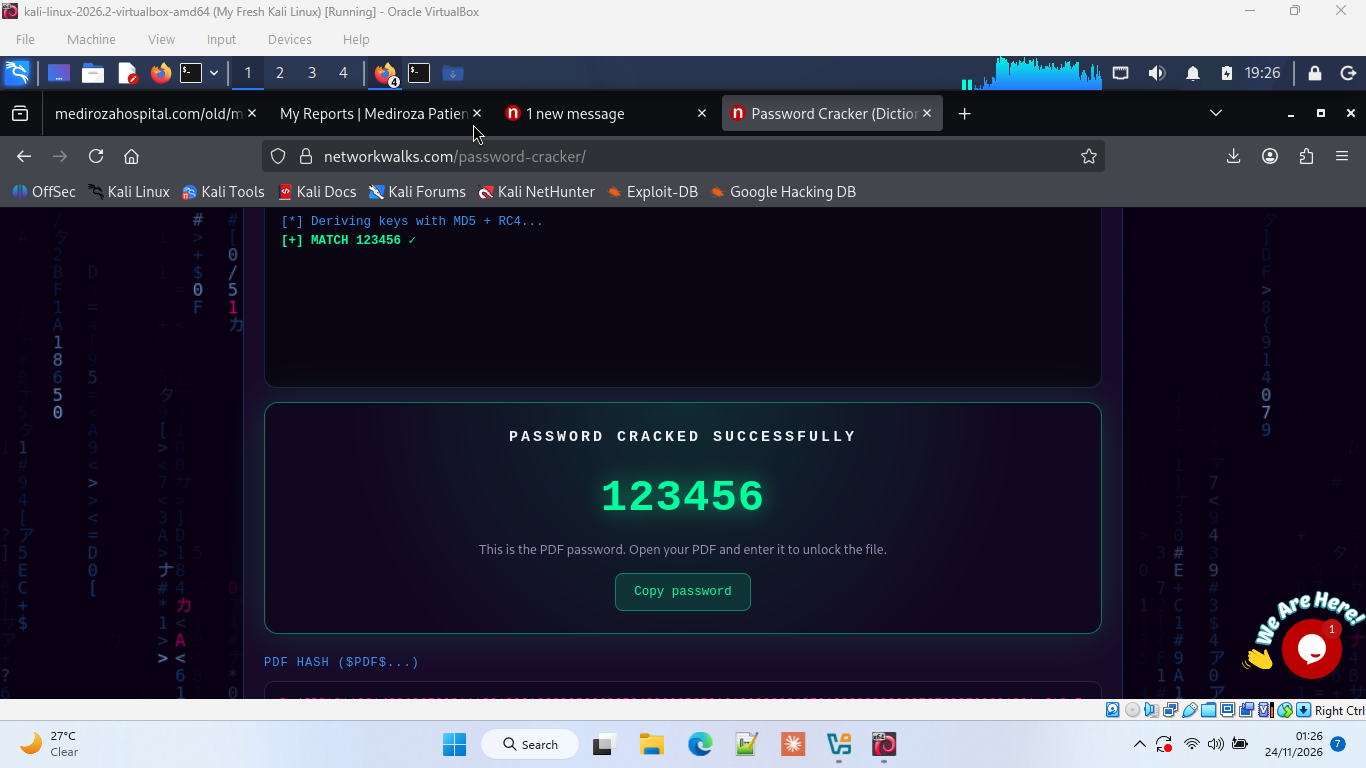 kali-linux-2026.2-virtualbox-amd64 (My Fresh Kali Linux) [Running] - Oracle VirtualBox
File Machine View Input Devices Help
1 2 3 4 4 19:26
medirozahospital.com/old/m My Reports | Mediroza Patien 1 new message Password Cracker (Diction
networkwalks.com/password-cracker/
OffSec Kali Linux Kali Tools Kali Docs Kali Forums Kali NetHunter Exploit-DB Google Hacking DB
[*] Deriving keys with MD5 + RC4...
[+] MATCH 123456 ✓
PASSWORD CRACKED SUCCESSFULLY
123456
This is the PDF password. Open your PDF and enter it to unlock the file.
Copy password
We Are Here!
1
PDF HASH ($PDF$...)
Right Ctrl
27°C
Clear
Search
01:26
24/11/2026
7